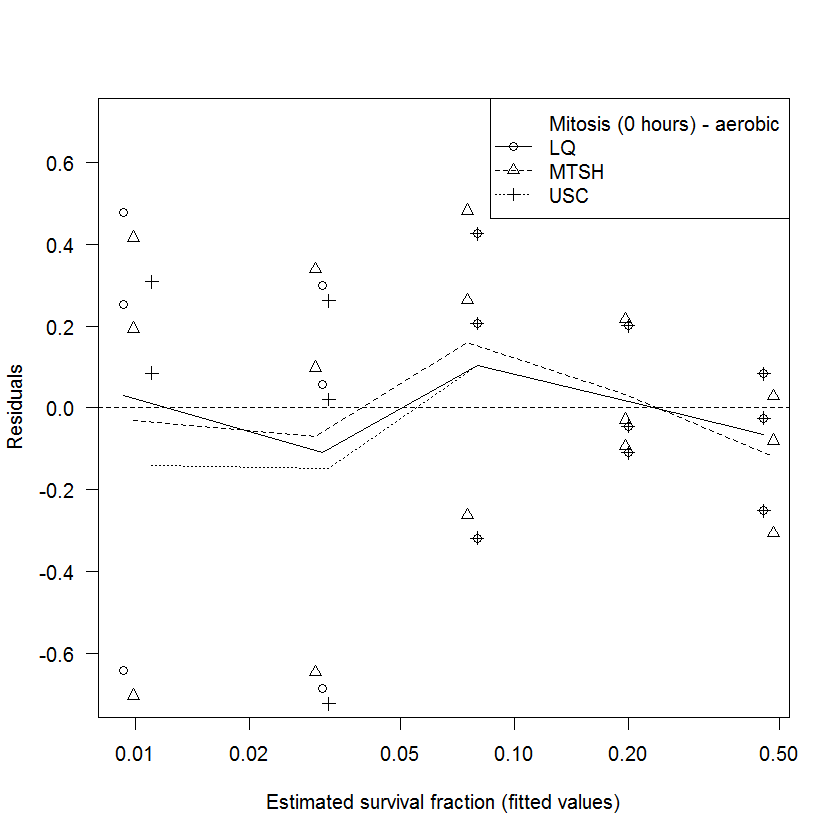 Mitosis (0 hours) - aerobic
LQ
MTSH
USC
0.6
0.4
0.2
0.0
-0.2
-0.4
-0.6
Residuals
0.01 0.02 0.05 0.10 0.20 0.50
Estimated survival fraction (fitted values)